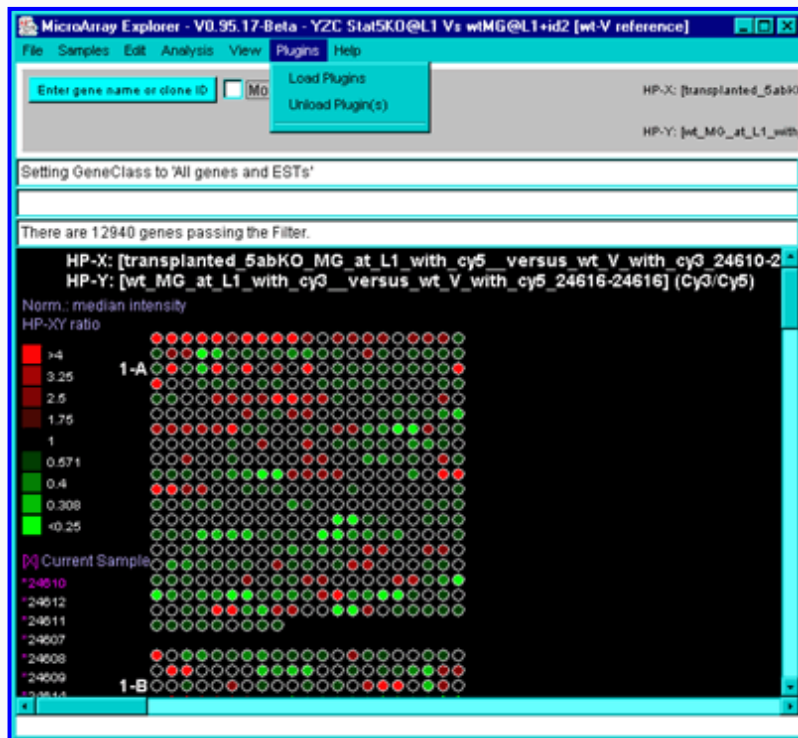 MicroArray Explorer - V0.95.17-Beta - YZC Stat5KO@L1 Vs wtMG@L1+id2 [wt-V reference]
File Samples Edit Analysis View Plugins Help
Load Plugins
Unload Plugin(s)
Enter gene name or clone ID Mo
HP-X: [transplanted_5abK
HP-Y: [wt_MG_at_L1_with
Setting GeneClass to 'All genes and ESTs'
There are 12940 genes passing the Filter.
HP-X: [transplanted_5abKO_MG_at_L1_with_cy5__versus_wt_V_with_cy3_24610-2
HP-Y: [wt_MG_at_L1_with_cy3__versus_wt_V_with_cy5_24616-24616] (Cy3/Cy5)
Norm.: median intensity
HP-XY ratio
>4
3.25
2.5
1.75
1
0.571
0.4
0.308
<0.25
1-A
[X] Current Sample
*24610
*24612
*24611
*24607
*24608
*24609
*24614
1-B